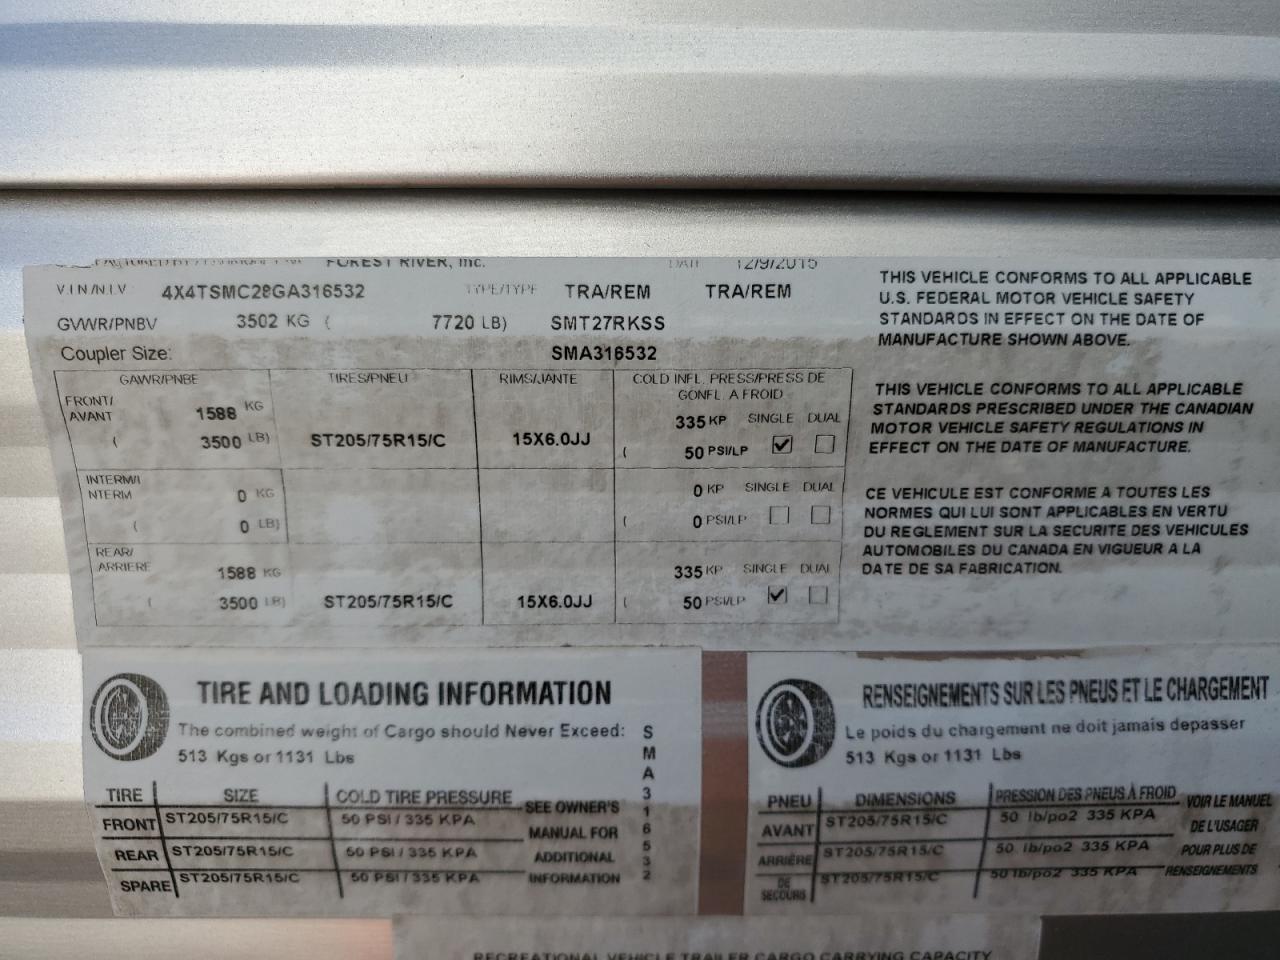 FOREST RIVER, Inc. 12/9/2015
V.I.N/N.I.V 4X4TSMC28GA316532 TYPE/TYPE TRA/REM TRA/REM
GVWR/PNBV 3502 KG ( 7720 LB) SMT27RKSS
Coupler Size: SMA316532
GAWR/PNBE TIRES/PNEU RIMS/JANTE COLD INFL. PRESS/PRESS DE
GONFL. A FROID
FRONT/
AVANT 1588 KG 335 KP SINGLE DUAL
( 3500 LB) ST205/75R15/C 15X6.0JJ ( 50 PSI/LP
INTERM/I
NTERM 0 KG 0 KP SINGLE DUAL
( 0 LB) ( 0 PSI/LP
REAR/
ARRIERE 1588 KG 335 KP SINGLE DUAL
( 3500 LB) ST205/75R15/C 15X6.0JJ ( 50 PSI/LP
THIS VEHICLE CONFORMS TO ALL APPLICABLE
U.S. FEDERAL MOTOR VEHICLE SAFETY
STANDARDS IN EFFECT ON THE DATE OF
MANUFACTURE SHOWN ABOVE.
THIS VEHICLE CONFORMS TO ALL APPLICABLE
STANDARDS PRESCRIBED UNDER THE CANADIAN
MOTOR VEHICLE SAFETY REGULATIONS IN
EFFECT ON THE DATE OF MANUFACTURE.
CE VEHICULE EST CONFORME A TOUTES LES
NORMES QUI LUI SONT APPLICABLES EN VERTU
DU REGLEMENT SUR LA SECURITE DES VEHICULES
AUTOMOBILES DU CANADA EN VIGUEUR A LA
DATE DE SA FABRICATION.
TIRE AND LOADING INFORMATION
The combined weight of Cargo should Never Exceed:
513 Kgs or 1131 Lbs
TIRE SIZE COLD TIRE PRESSURE
FRONT ST205/75R15/C 50 PSI / 335 KPA
REAR ST205/75R15/C 50 PSI / 335 KPA
SPARE ST205/75R15/C 50 PSI / 335 KPA
SEE OWNER'S
MANUAL FOR
ADDITIONAL
INFORMATION
SMA316532
RENSEIGNEMENTS SUR LES PNEUS ET LE CHARGEMENT
Le poids du chargement ne doit jamais depasser
513 Kgs or 1131 Lbs
PNEU DIMENSIONS PRESSION DES PNEUS À FROID
AVANT ST205/75R15/C 50 lb/po2 335 KPA
ARRIÈRE ST205/75R15/C 50 lb/po2 335 KPA
DE
SECOURS ST205/75R15/C 50 lb/po2 335 KPA
VOIR LE MANUEL
DE L'USAGER
POUR PLUS DE
RENSEIGNEMENTS
RECREATIONAL VEHICLE TRAILER CARGO CARRYING CAPACITY